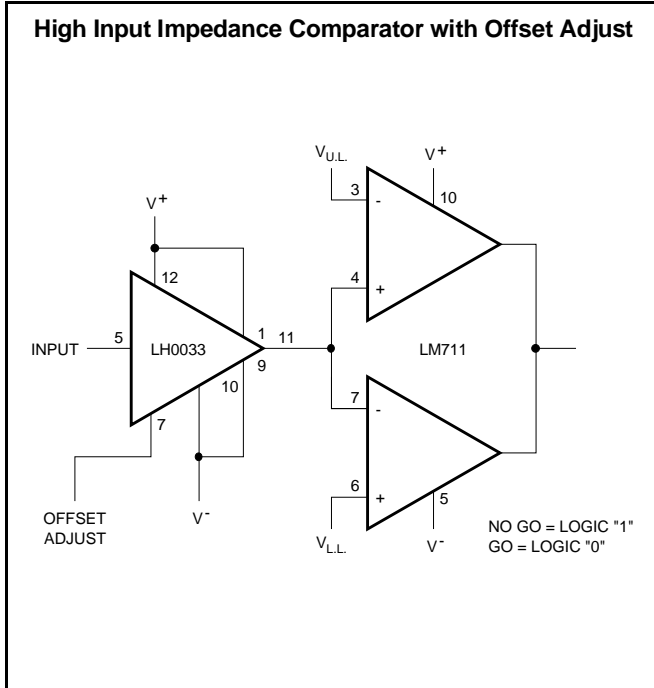 High Input Impedance Comparator with Offset Adjust
V+
12
INPUT
5
LH0033
1
11
10
9
7
OFFSET
ADJUST
V-
VU.L.
V+
3
-
10
4
+
LM711
7
-
6
+
5
VL.L.
V-
NO GO = LOGIC "1"
GO = LOGIC "0"